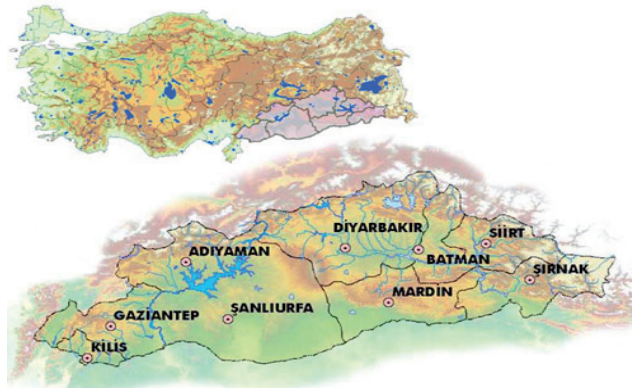 DİYARBAKIR
SİİRT
ADIYAMAN
BATMAN
ŞIRNAK
MARDİN
GAZİANTEP
ŞANLIURFA
KİLİS